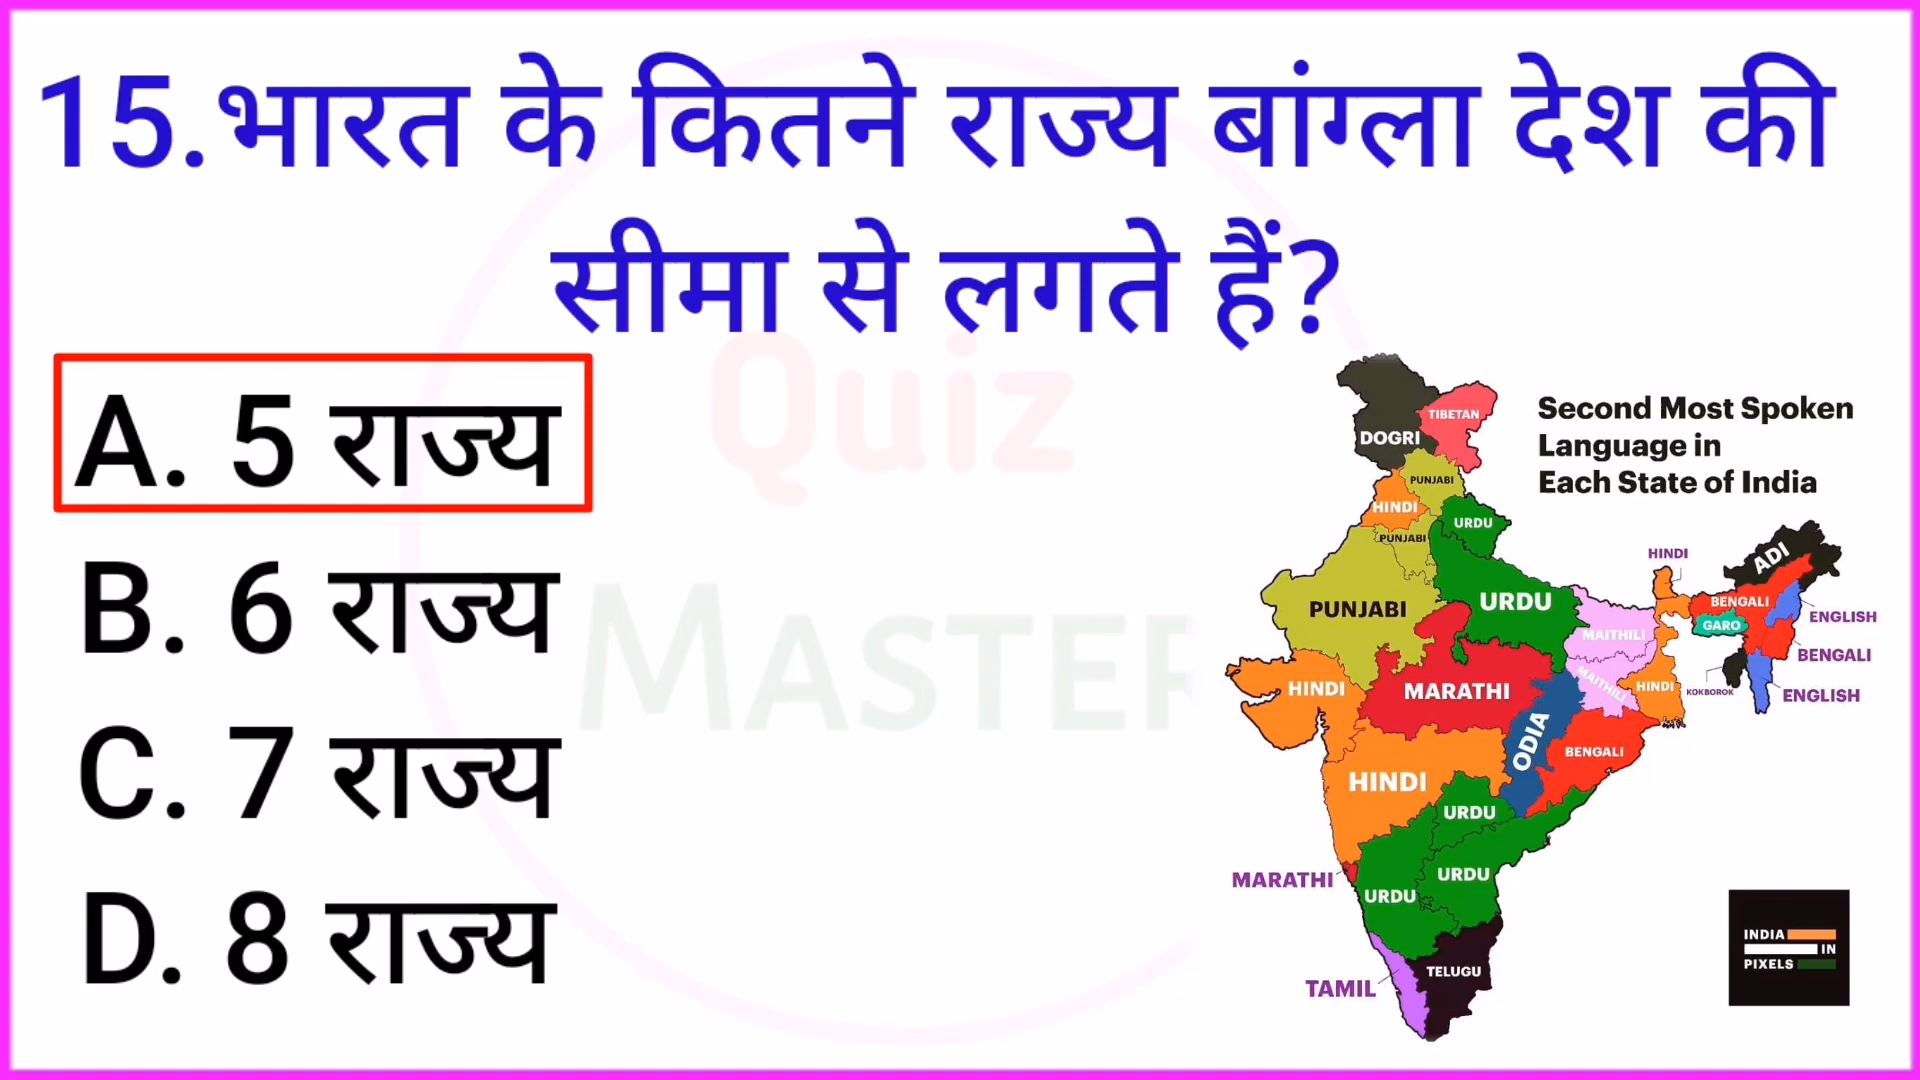 15.भारत के कितने राज्य बांग्ला देश की
सीमा से लगते हैं?
A. 5 राज्य
B. 6 राज्य
C. 7 राज्य
D. 8 राज्य
Quiz
MASTER
Second Most Spoken
Language in
Each State of India
TIBETAN
DOGRI
PUNJABI
HINDI
URDU
PUNJABI
HINDI
ADI
PUNJABI
URDU
BENGALI
ENGLISH
GARO
MAITHILI
BENGALI
HINDI
MARATHI
MAITHILI
HINDI
KOKBOROK
ENGLISH
ODIA
BENGALI
HINDI
URDU
MARATHI
URDU
URDU
TELUGU
TAMIL
INDIA
IN
PIXELS